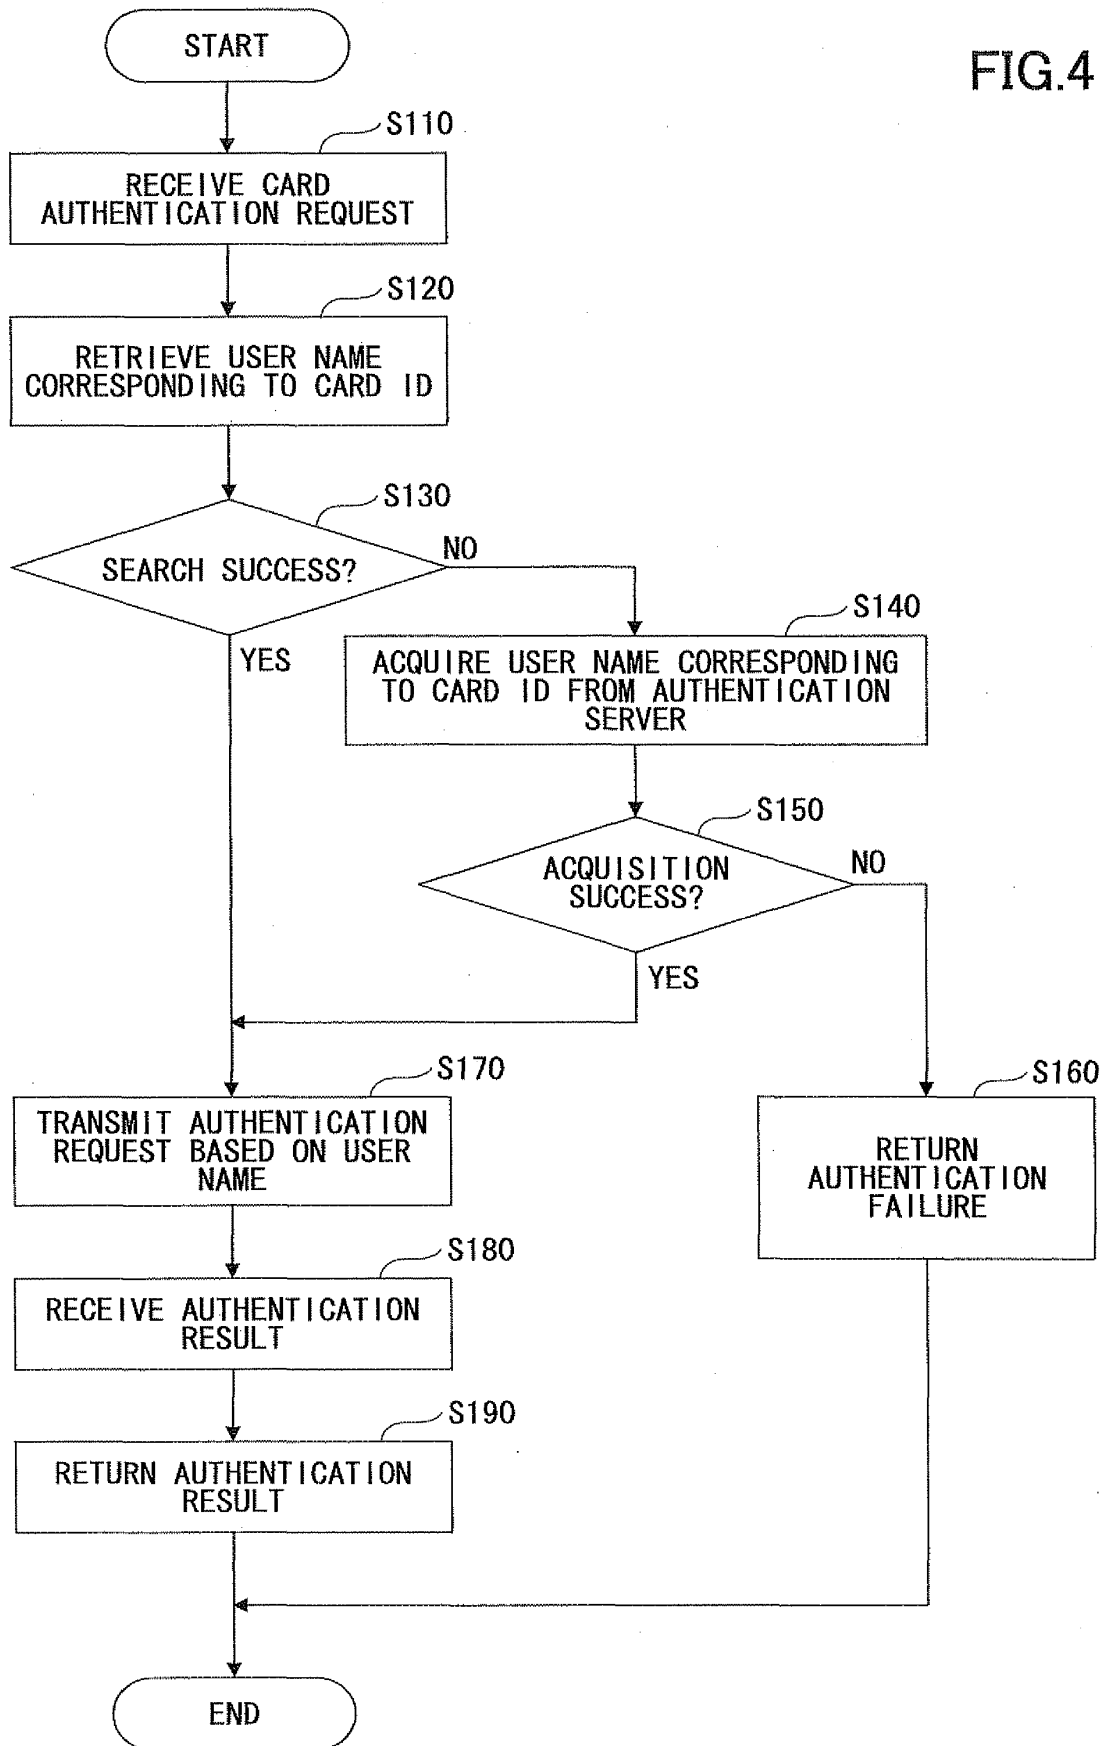 START
FIG.4
S110
RECEIVE CARD
AUTHENTICATION REQUEST
S120
RETRIEVE USER NAME
CORRESPONDING TO CARD ID
S130
SEARCH SUCCESS?
NO
YES
S140
ACQUIRE USER NAME CORRESPONDING
TO CARD ID FROM AUTHENTICATION
SERVER
S150
ACQUISITION
SUCCESS?
NO
YES
S170
TRANSMIT AUTHENTICATION
REQUEST BASED ON USER
NAME
S160
RETURN
AUTHENTICATION
FAILURE
S180
RECEIVE AUTHENTICATION
RESULT
S190
RETURN AUTHENTICATION
RESULT
END